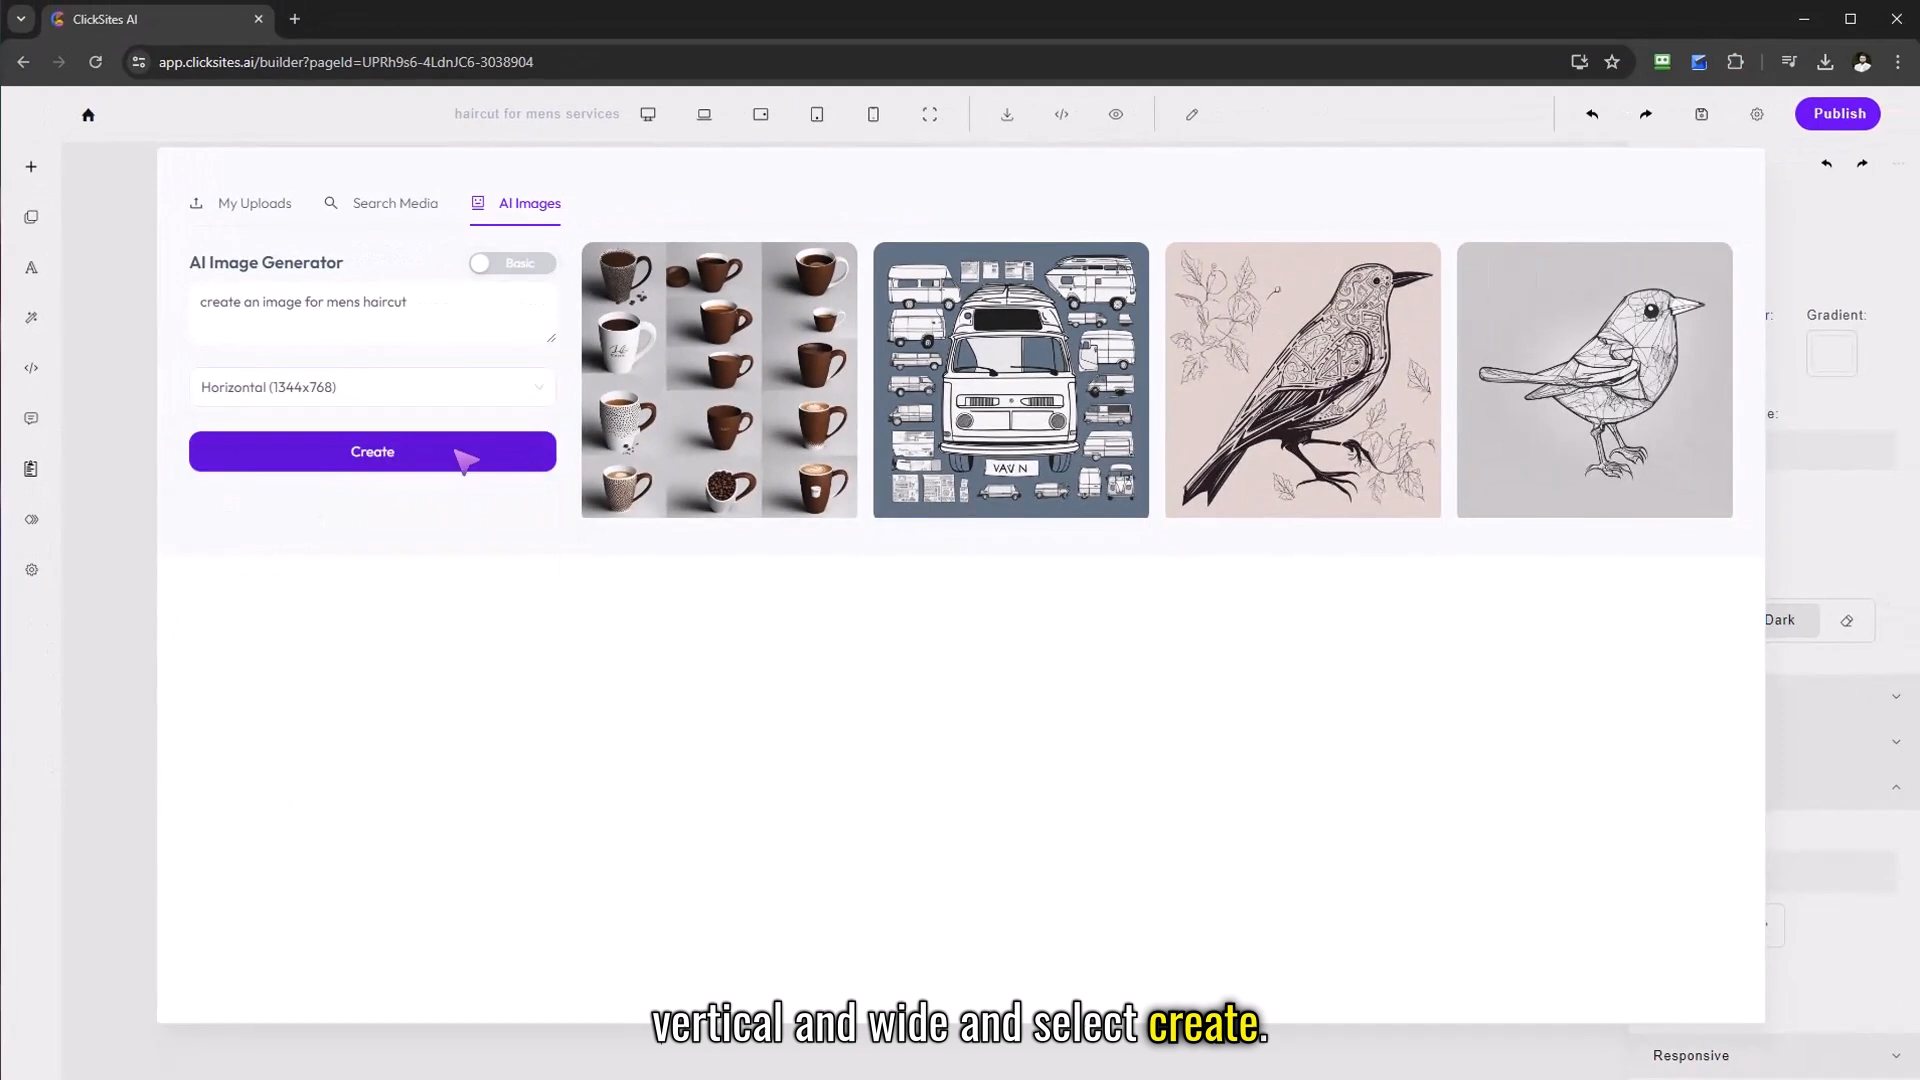 ClickSites AI
app.clicksites.ai/builder?pageId=UPRh9s6-4LdnJC6-3038904
haircut for mens services
Publish
My Uploads
Search Media
AI Images
AI Image Generator
Basic
create an image for mens haircut
Horizontal (1344x768)
Create
VAV N
r:
Gradient:
e:
Dark
vertical and wide and select create.
Responsive